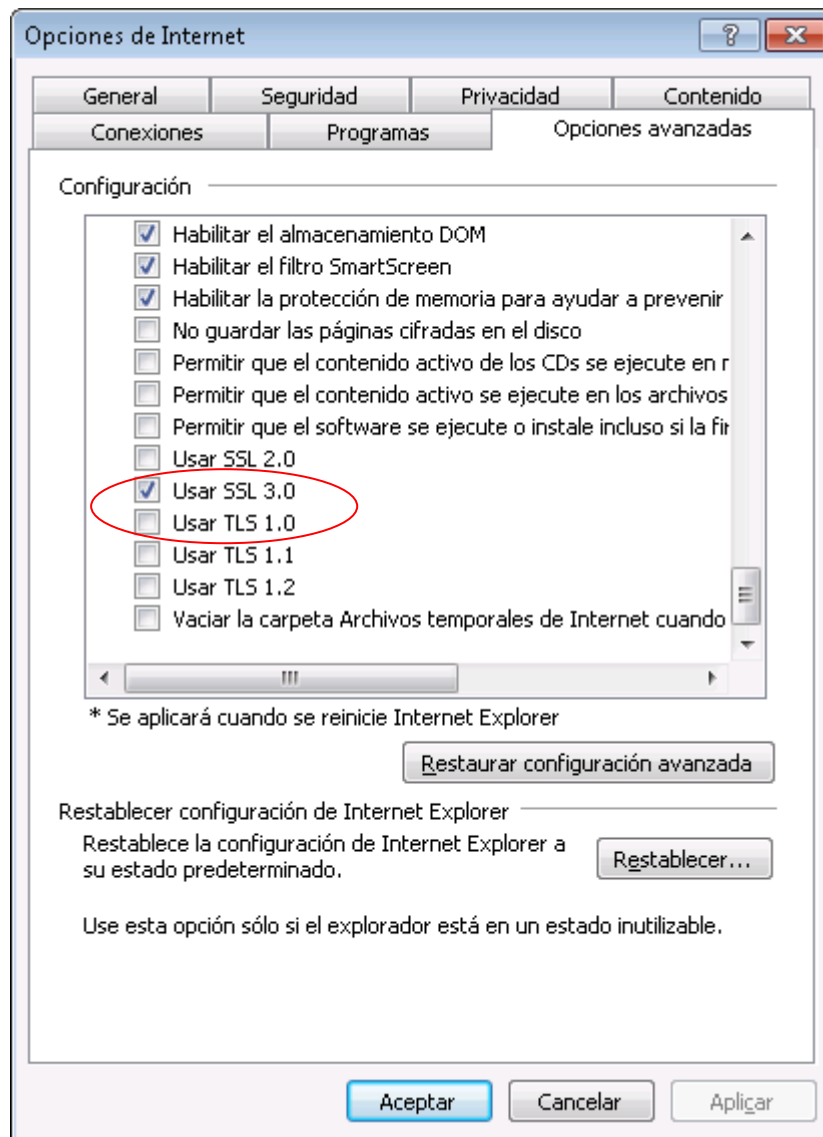 Opciones de Internet
General Seguridad Privacidad Contenido
Conexiones Programas Opciones avanzadas
Configuración
Habilitar el almacenamiento DOM
Habilitar el filtro SmartScreen
Habilitar la protección de memoria para ayudar a prevenir
No guardar las páginas cifradas en el disco
Permitir que el contenido activo de los CDs se ejecute en
Permitir que el contenido activo se ejecute en los archivos
Permitir que el software se ejecute o instale incluso si la
Usar SSL 2.0
Usar SSL 3.0
Usar TLS 1.0
Usar TLS 1.1
Usar TLS 1.2
Vaciar la carpeta Archivos temporales de Internet cuando
* Se aplicará cuando se reinicie Internet Explorer
Restaurar configuración avanzada
Restablecer configuración de Internet Explorer
Restablece la configuración de Internet Explorer a
su estado predeterminado.
Restablecer...
Use esta opción sólo si el explorador está en un estado inutilizable.
Aceptar Cancelar Aplicar